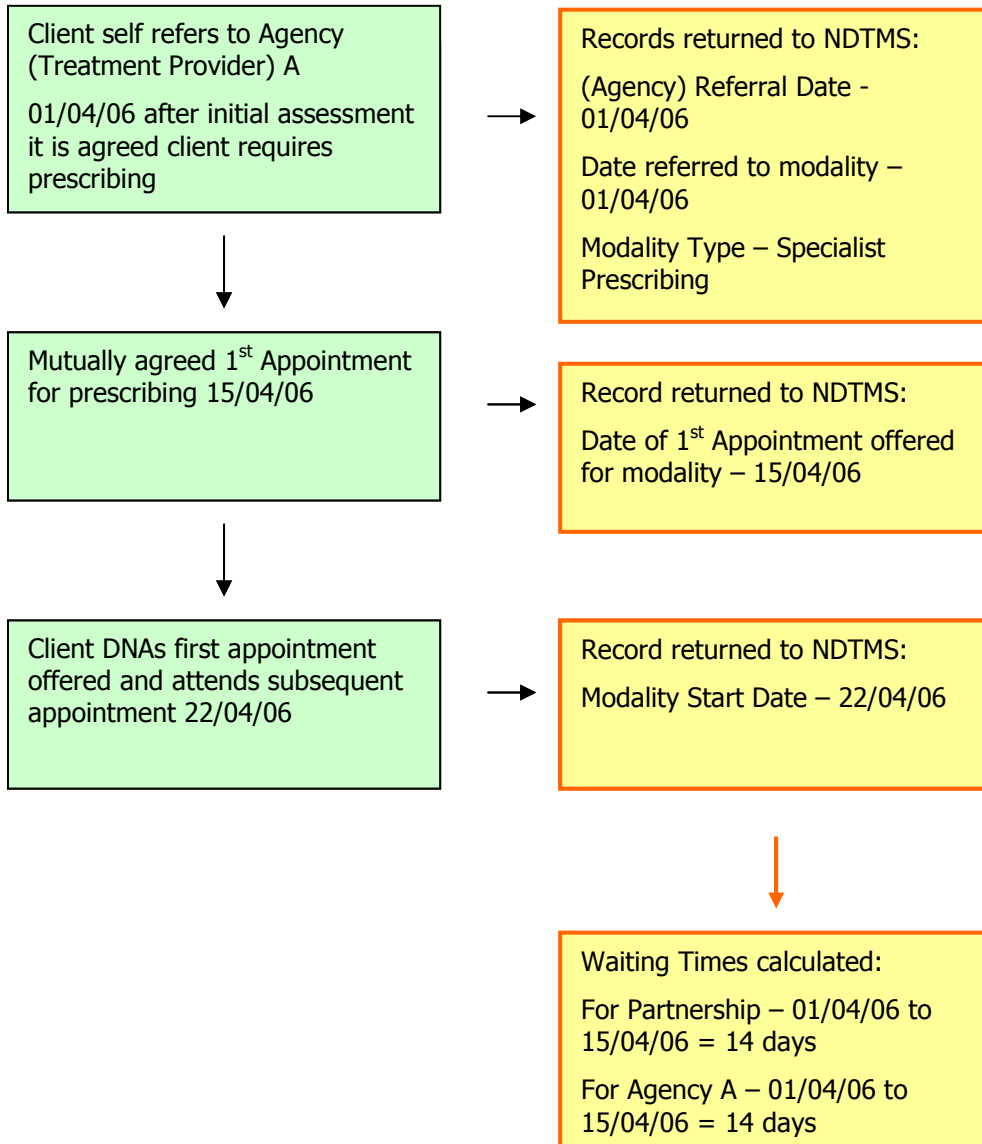 Client self refers to Agency
(Treatment Provider) A
01/04/06 after initial assessment
it is agreed client requires
prescribing
Records returned to NDTMS:
(Agency) Referral Date -
01/04/06
Date referred to modality –
01/04/06
Modality Type – Specialist
Prescribing
Mutually agreed 1st Appointment
for prescribing 15/04/06
Record returned to NDTMS:
Date of 1st Appointment offered
for modality – 15/04/06
Client DNAs first appointment
offered and attends subsequent
appointment 22/04/06
Record returned to NDTMS:
Modality Start Date – 22/04/06
Waiting Times calculated:
For Partnership – 01/04/06 to
15/04/06 = 14 days
For Agency A – 01/04/06 to
15/04/06 = 14 days